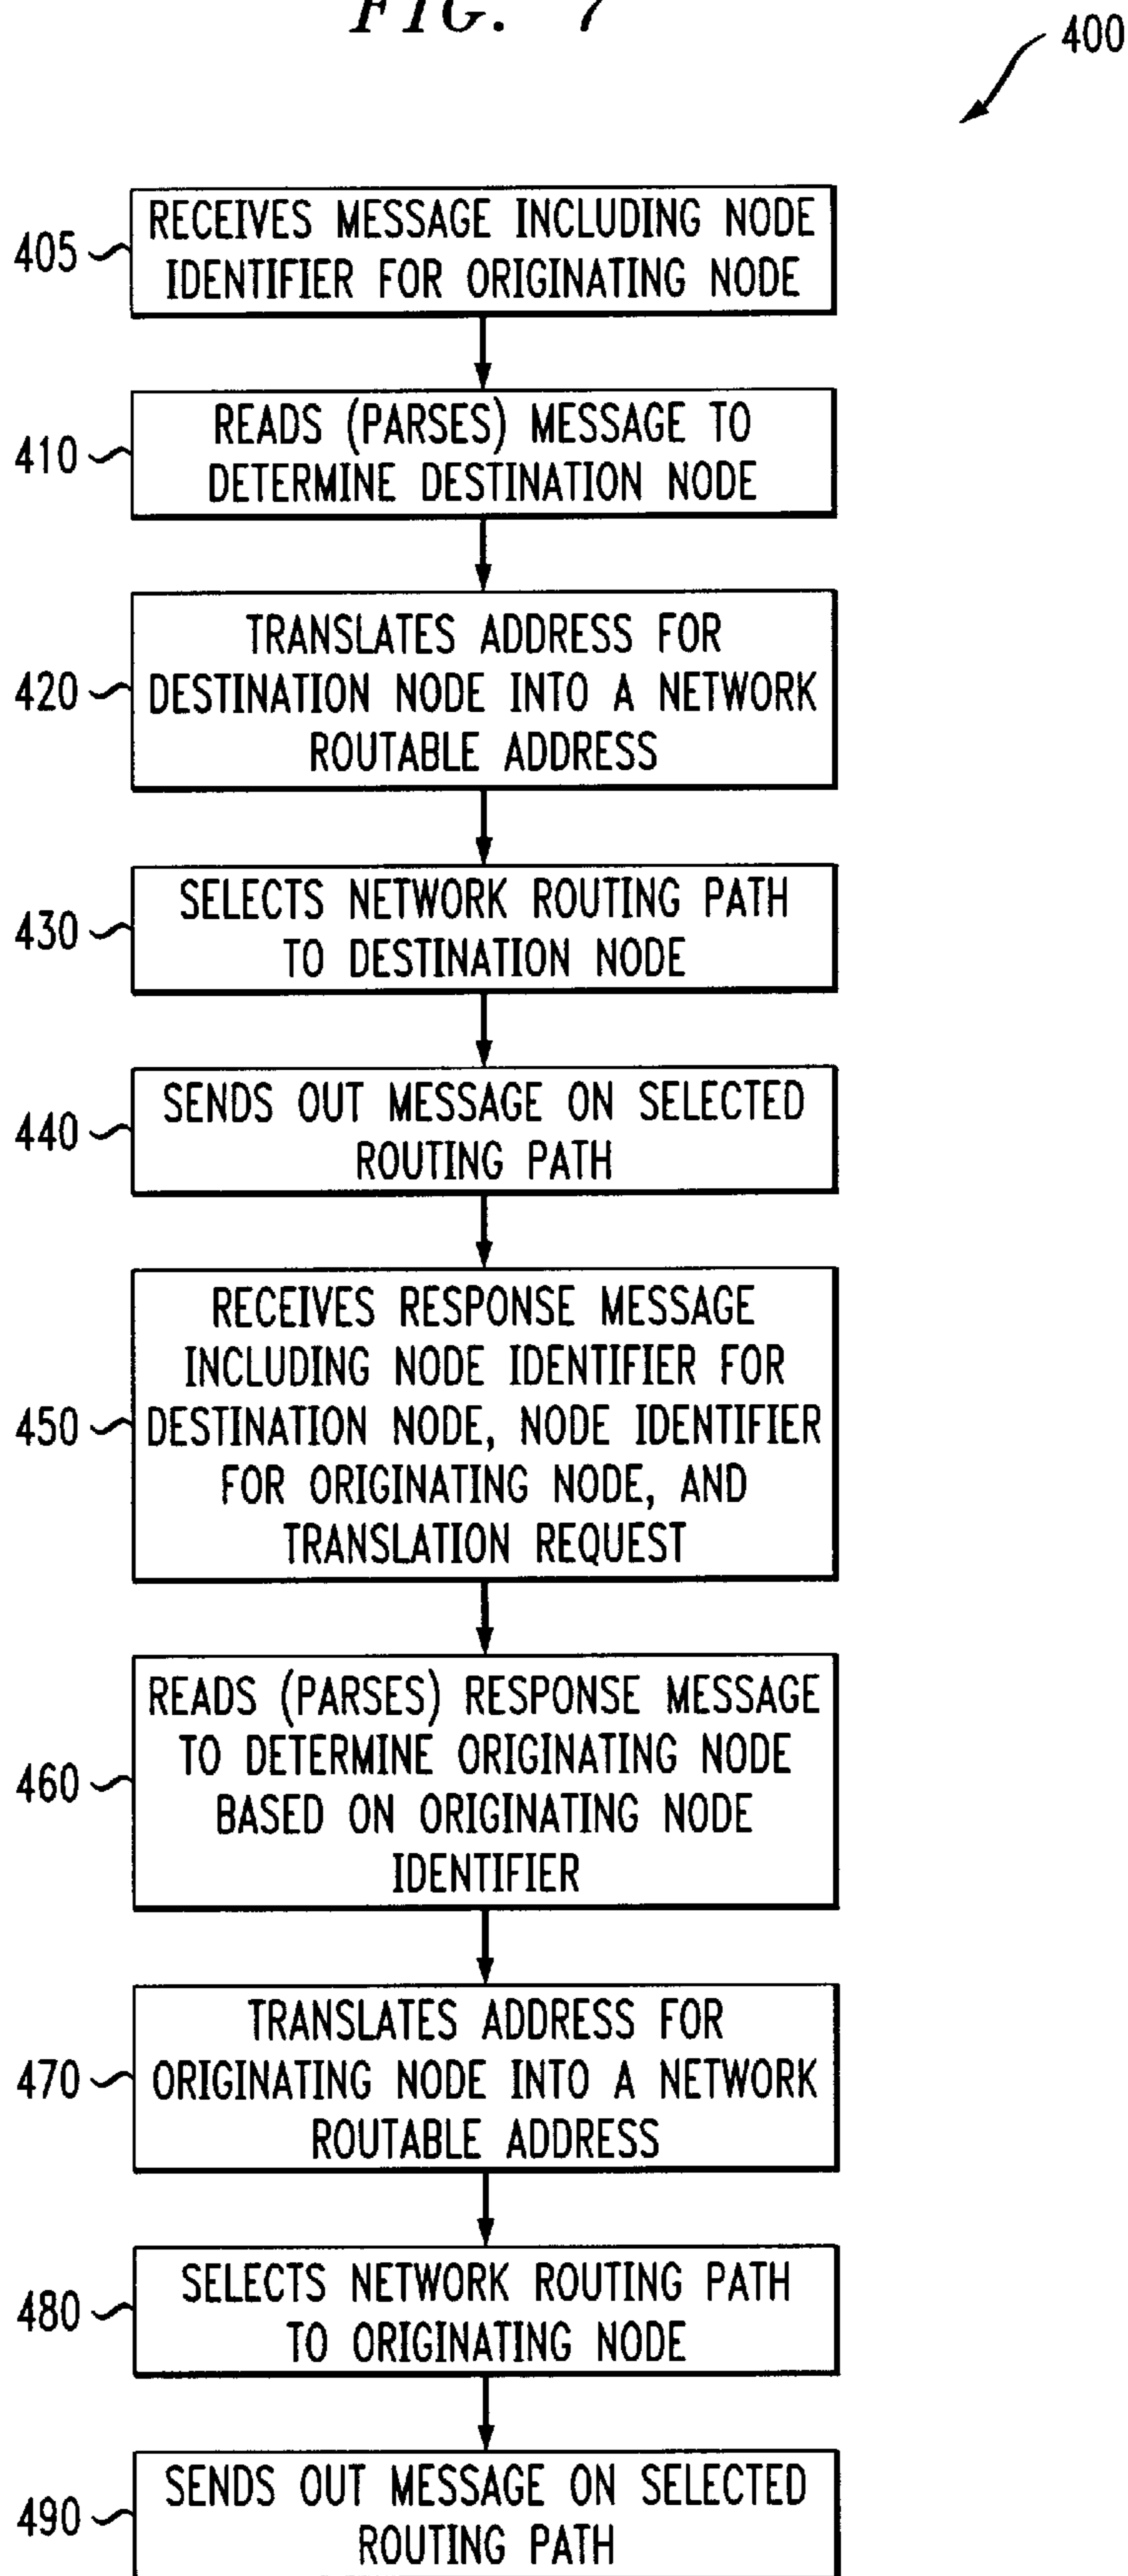 FIG. 7
400
405
RECEIVES MESSAGE INCLUDING NODE
IDENTIFIER FOR ORIGINATING NODE
410
READS (PARSES) MESSAGE TO
DETERMINE DESTINATION NODE
420
TRANSLATES ADDRESS FOR
DESTINATION NODE INTO A NETWORK
ROUTABLE ADDRESS
430
SELECTS NETWORK ROUTING PATH
TO DESTINATION NODE
440
SENDS OUT MESSAGE ON SELECTED
ROUTING PATH
450
RECEIVES RESPONSE MESSAGE
INCLUDING NODE IDENTIFIER FOR
DESTINATION NODE, NODE IDENTIFIER
FOR ORIGINATING NODE, AND
TRANSLATION REQUEST
460
READS (PARSES) RESPONSE MESSAGE
TO DETERMINE ORIGINATING NODE
BASED ON ORIGINATING NODE
IDENTIFIER
470
TRANSLATES ADDRESS FOR
ORIGINATING NODE INTO A NETWORK
ROUTABLE ADDRESS
480
SELECTS NETWORK ROUTING PATH
TO ORIGINATING NODE
490
SENDS OUT MESSAGE ON SELECTED
ROUTING PATH